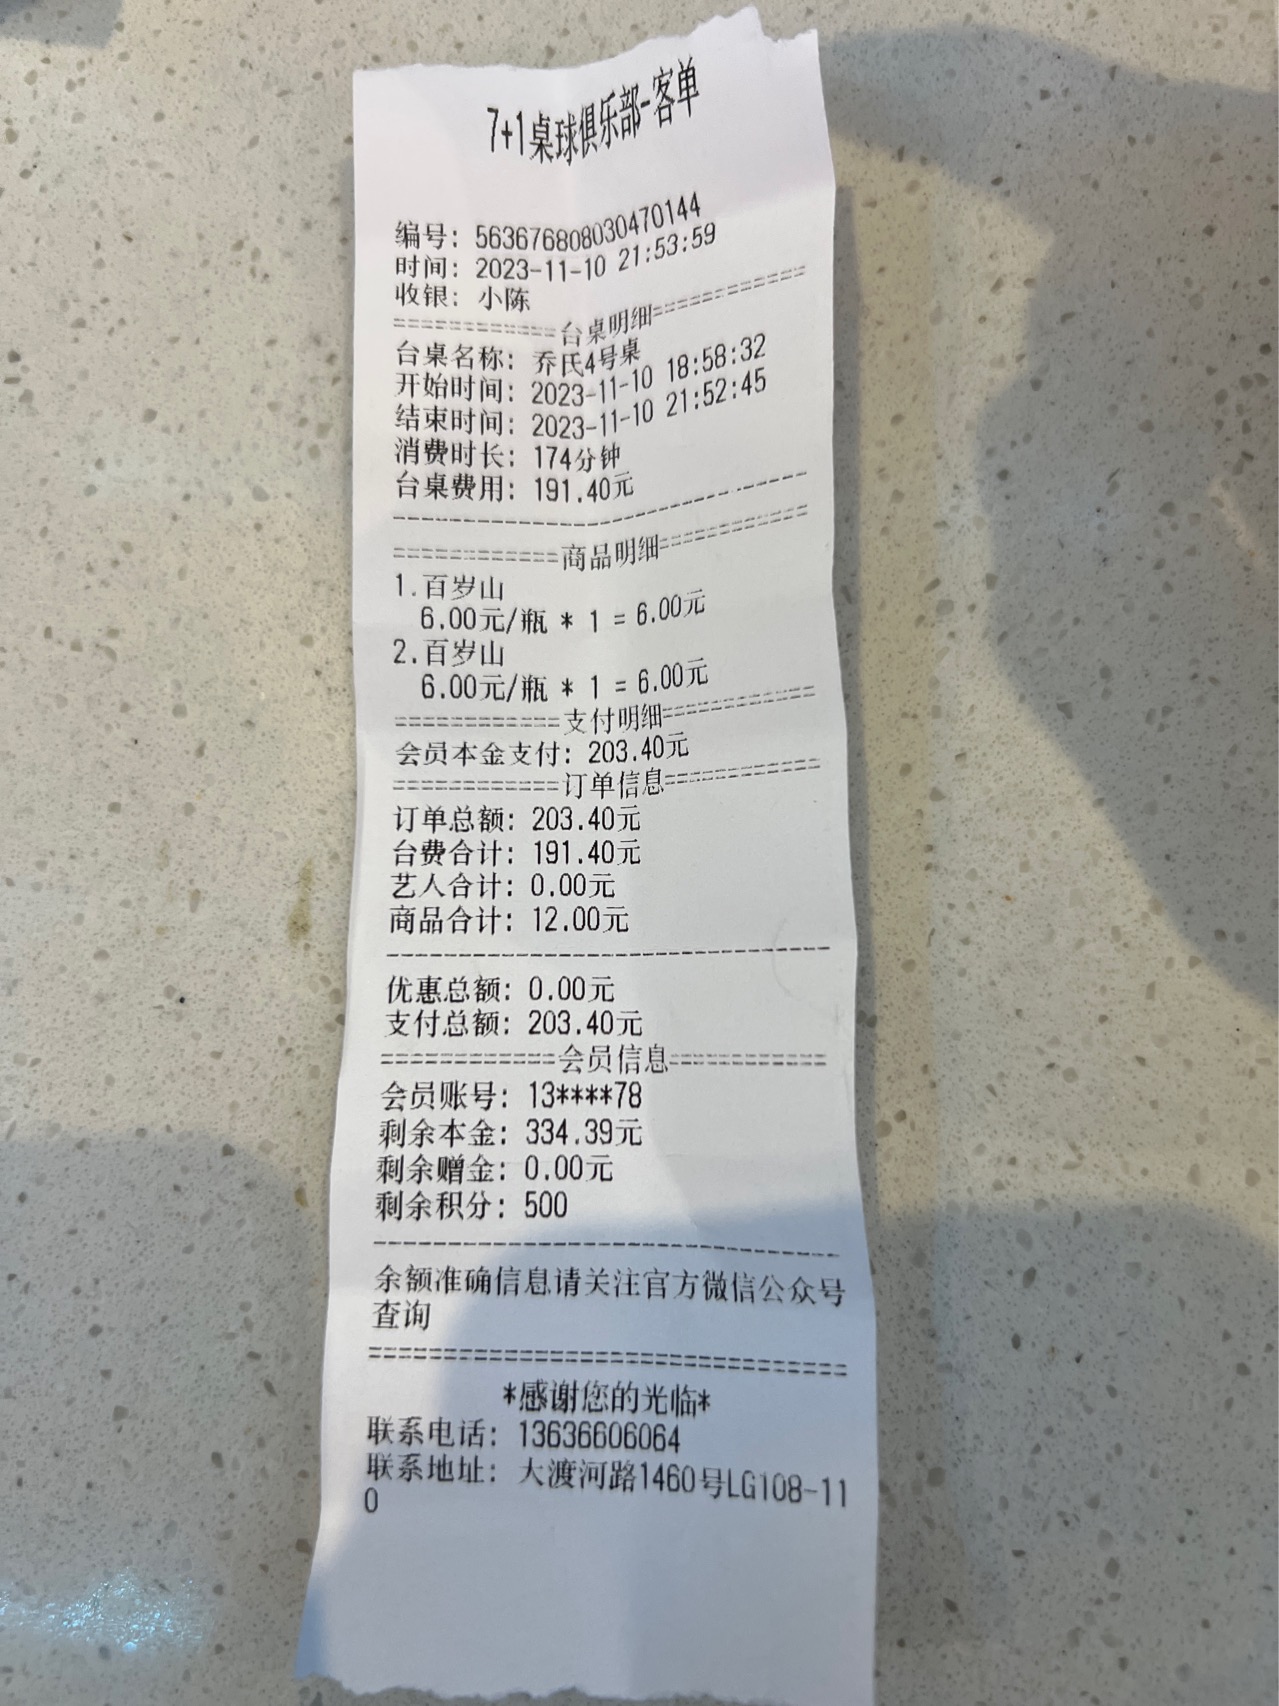 7+1桌球俱乐部-客单
编号: 563676808030470144
时间: 2023-11-10 21:53:59
收银: 小陈
============台桌明细============
台桌名称: 乔氏4号桌
开始时间: 2023-11-10 18:58:32
结束时间: 2023-11-10 21:52:45
消费时长: 174分钟
台桌费用: 191.40元
--------------------------------
============商品明细============
1.百岁山
6.00元/瓶 * 1 = 6.00元
2.百岁山
6.00元/瓶 * 1 = 6.00元
============支付明细============
会员本金支付: 203.40元
============订单信息============
订单总额: 203.40元
台费合计: 191.40元
艺人合计: 0.00元
商品合计: 12.00元
--------------------------------
优惠总额: 0.00元
支付总额: 203.40元
============会员信息============
会员账号: 13****78
剩余本金: 334.39元
剩余赠金: 0.00元
剩余积分: 500
--------------------------------
余额准确信息请关注官方微信公众号
查询
================================
*感谢您的光临*
联系电话: 13636606064
联系地址: 大渡河路1460号LG108-11
0